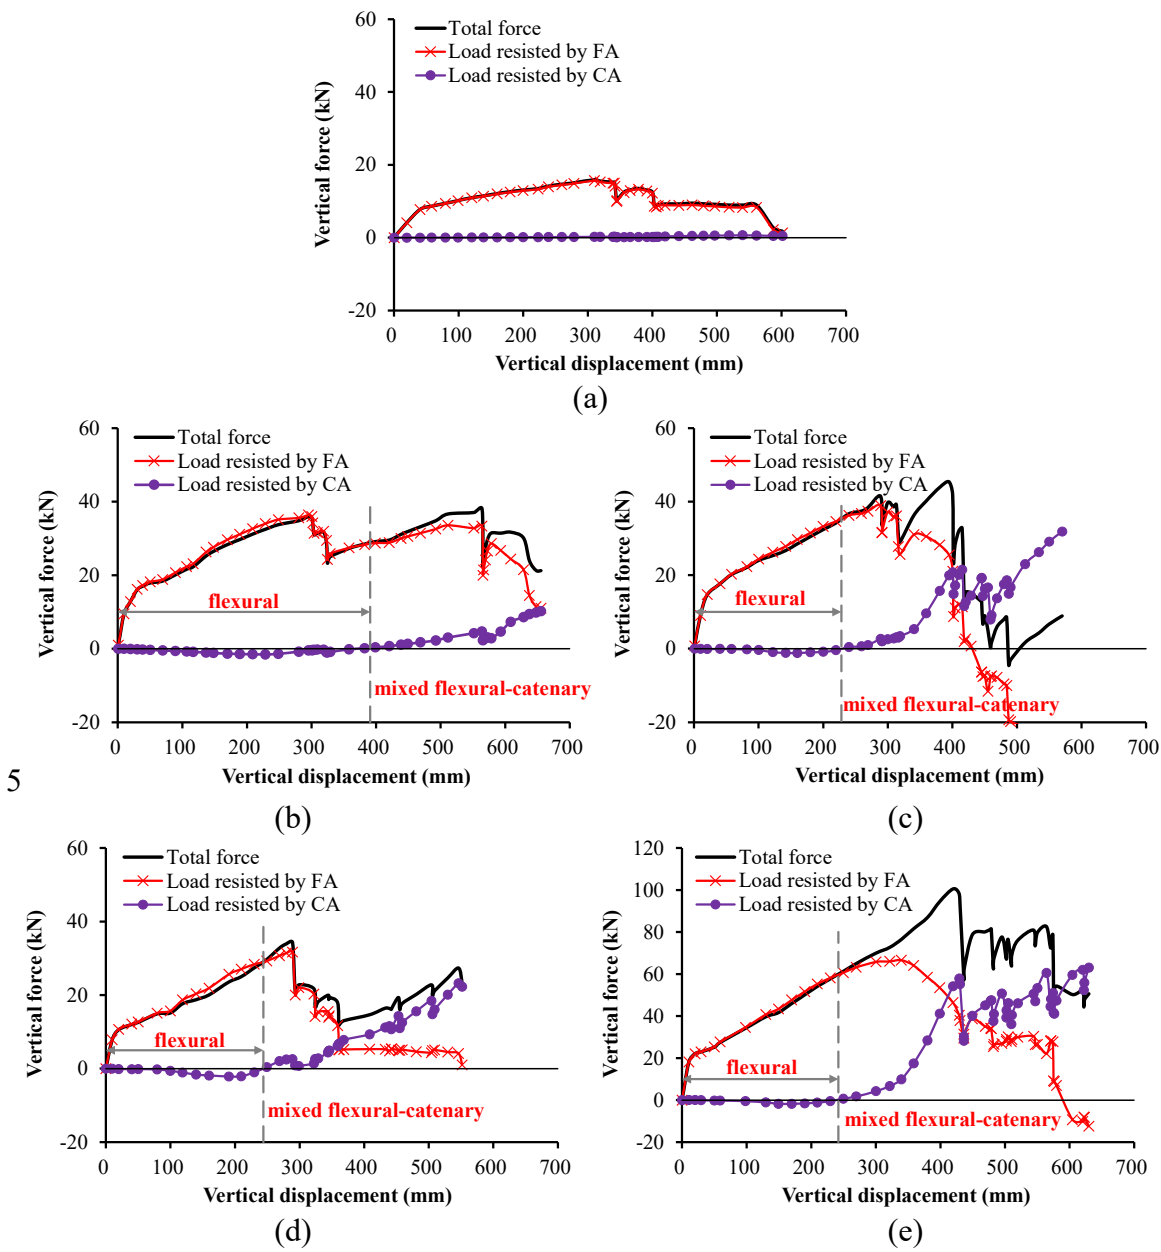 60
40
20
0
-20
Vertical force (kN)
Total force
Load resisted by FA
Load resisted by CA
0 100 200 300 400 500 600 700
Vertical displacement (mm)
(a)
60
40
20
0
-20
Vertical force (kN)
Total force
Load resisted by FA
Load resisted by CA
flexural
mixed flexural-catenary
0 100 200 300 400 500 600 700
Vertical displacement (mm)
(b)
60
40
20
0
-20
Vertical force (kN)
Total force
Load resisted by FA
Load resisted by CA
flexural
mixed flexural-catenary
0 100 200 300 400 500 600 700
Vertical displacement (mm)
(c)
5
60
40
20
0
-20
Vertical force (kN)
Total force
Load resisted by FA
Load resisted by CA
flexural
mixed flexural-catenary
0 100 200 300 400 500 600 700
Vertical displacement (mm)
(d)
120
100
80
60
40
20
0
-20
Vertical force (kN)
Total force
Load resisted by FA
Load resisted by CA
flexural
mixed flexural-catenary
0 100 200 300 400 500 600 700
Vertical displacement (mm)
(e)